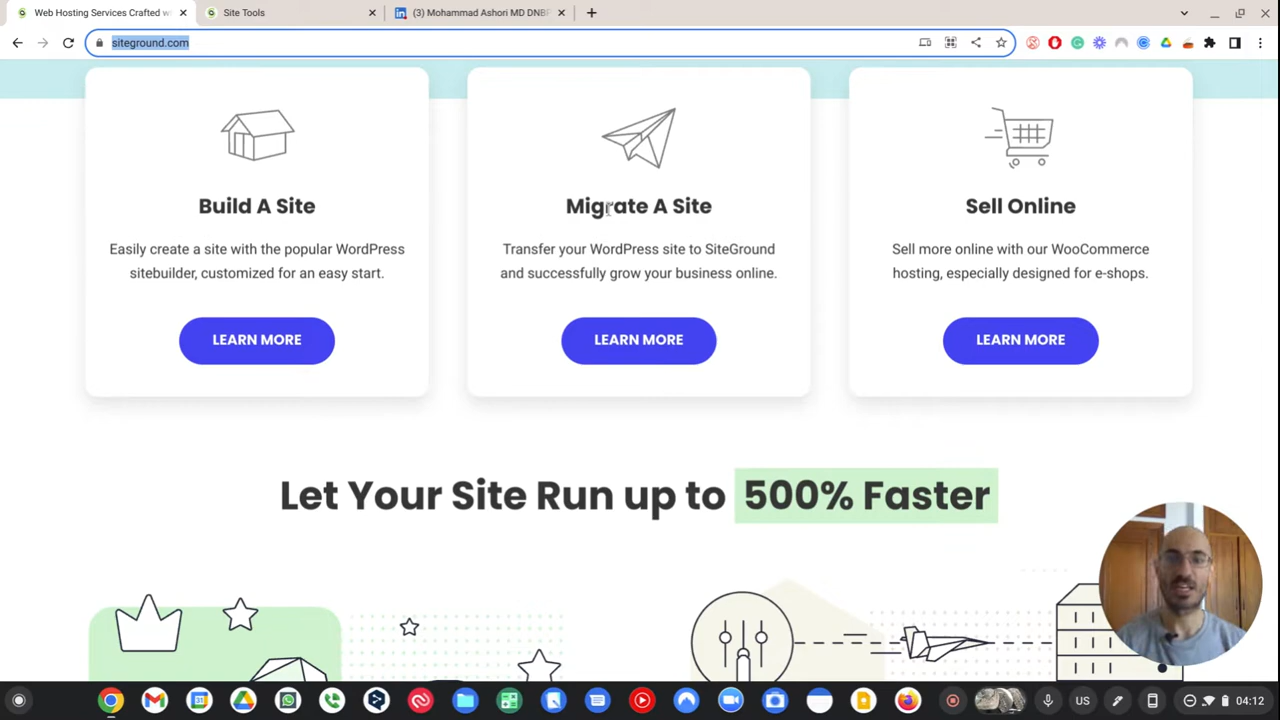 Web Hosting Services Crafted w
Site Tools
(3) Mohammad Ashori MD DNBP
siteground.com
Build A Site
Easily create a site with the popular WordPress
sitebuilder, customized for an easy start.
LEARN MORE
Migrate A Site
Transfer your WordPress site to SiteGround
and successfully grow your business online.
LEARN MORE
Sell Online
Sell more online with our WooCommerce
hosting, especially designed for e-shops.
LEARN MORE
Let Your Site Run up to 500% Faster
US
04:12